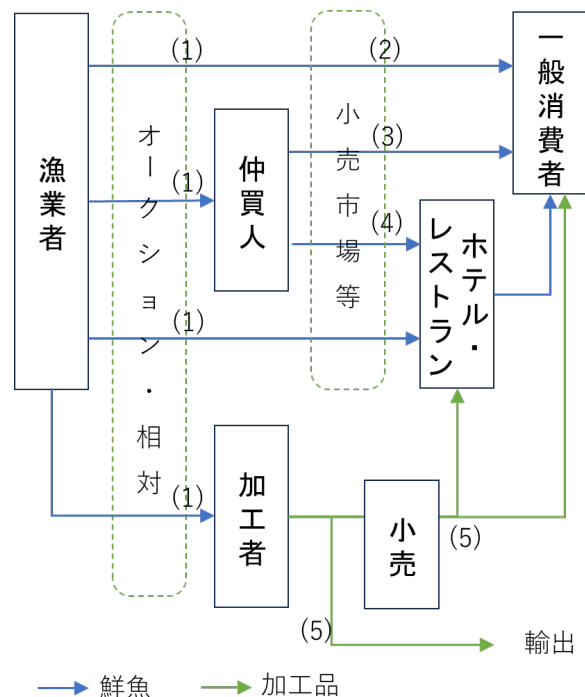 漁業者
オークション・相対
(1)
(1)
(1)
(1)
仲買人
加工者
小売市場等
(2)
(3)
(4)
ホテル・
レストラン
一般消費者
小売
(5)
(5)
輸出
鮮魚
加工品